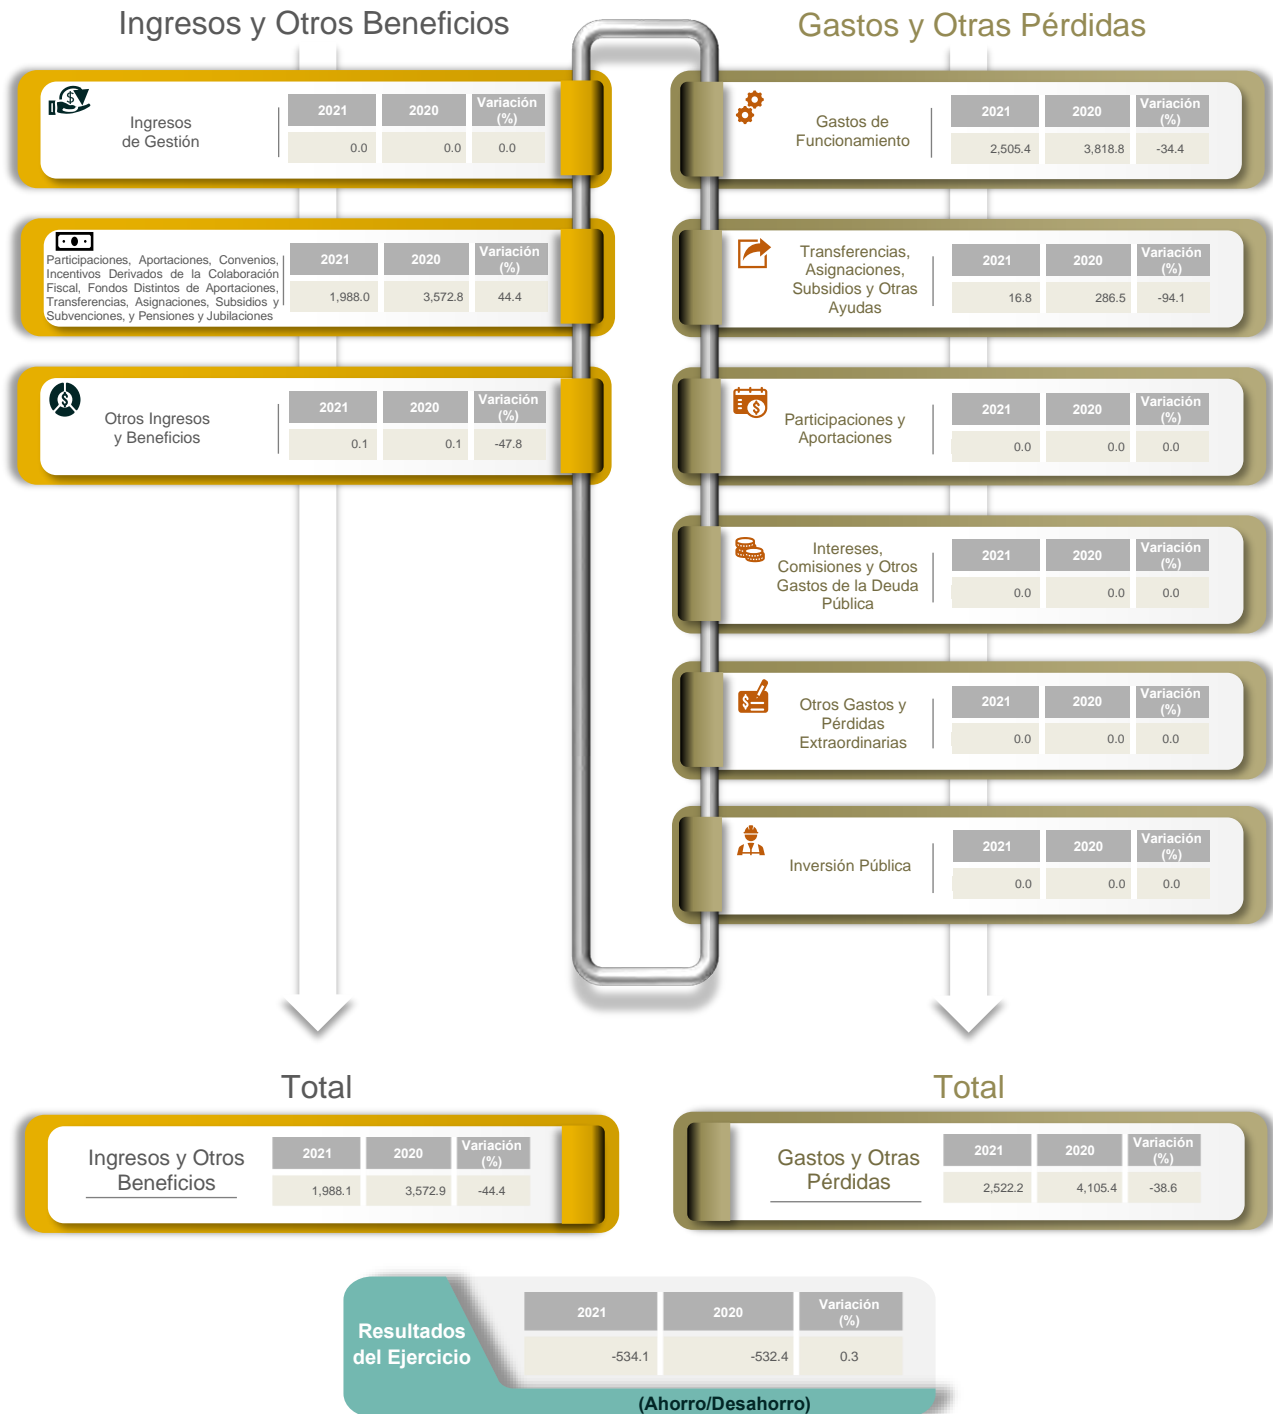 Ingresos y Otros Beneficios
Ingresos
de Gestión
2021 2020 Variación (%)
0.0 0.0 0.0
Participaciones, Aportaciones, Convenios,
Incentivos Derivados de la Colaboración
Fiscal, Fondos Distintos de Aportaciones,
Transferencias, Asignaciones, Subsidios y
Subvenciones, y Pensiones y Jubilaciones
2021 2020 Variación (%)
1,988.0 3,572.8 44.4
Otros Ingresos
y Beneficios
2021 2020 Variación (%)
0.1 0.1 -47.8
Gastos y Otras Pérdidas
Gastos de
Funcionamiento
2021 2020 Variación (%)
2,505.4 3,818.8 -34.4
Transferencias,
Asignaciones,
Subsidios y Otras
Ayudas
2021 2020 Variación (%)
16.8 286.5 -94.1
Participaciones y
Aportaciones
2021 2020 Variación (%)
0.0 0.0 0.0
Intereses,
Comisiones y Otros
Gastos de la Deuda
Pública
2021 2020 Variación (%)
0.0 0.0 0.0
Otros Gastos y
Pérdidas
Extraordinarias
2021 2020 Variación (%)
0.0 0.0 0.0
Inversión Pública
2021 2020 Variación (%)
0.0 0.0 0.0
Total
Ingresos y Otros
Beneficios
2021 2020 Variación (%)
1,988.1 3,572.9 -44.4
Total
Gastos y Otras
Pérdidas
2021 2020 Variación (%)
2,522.2 4,105.4 -38.6
Resultados
del Ejercicio
2021 2020 Variación (%)
-534.1 -532.4 0.3
(Ahorro/Desahorro)